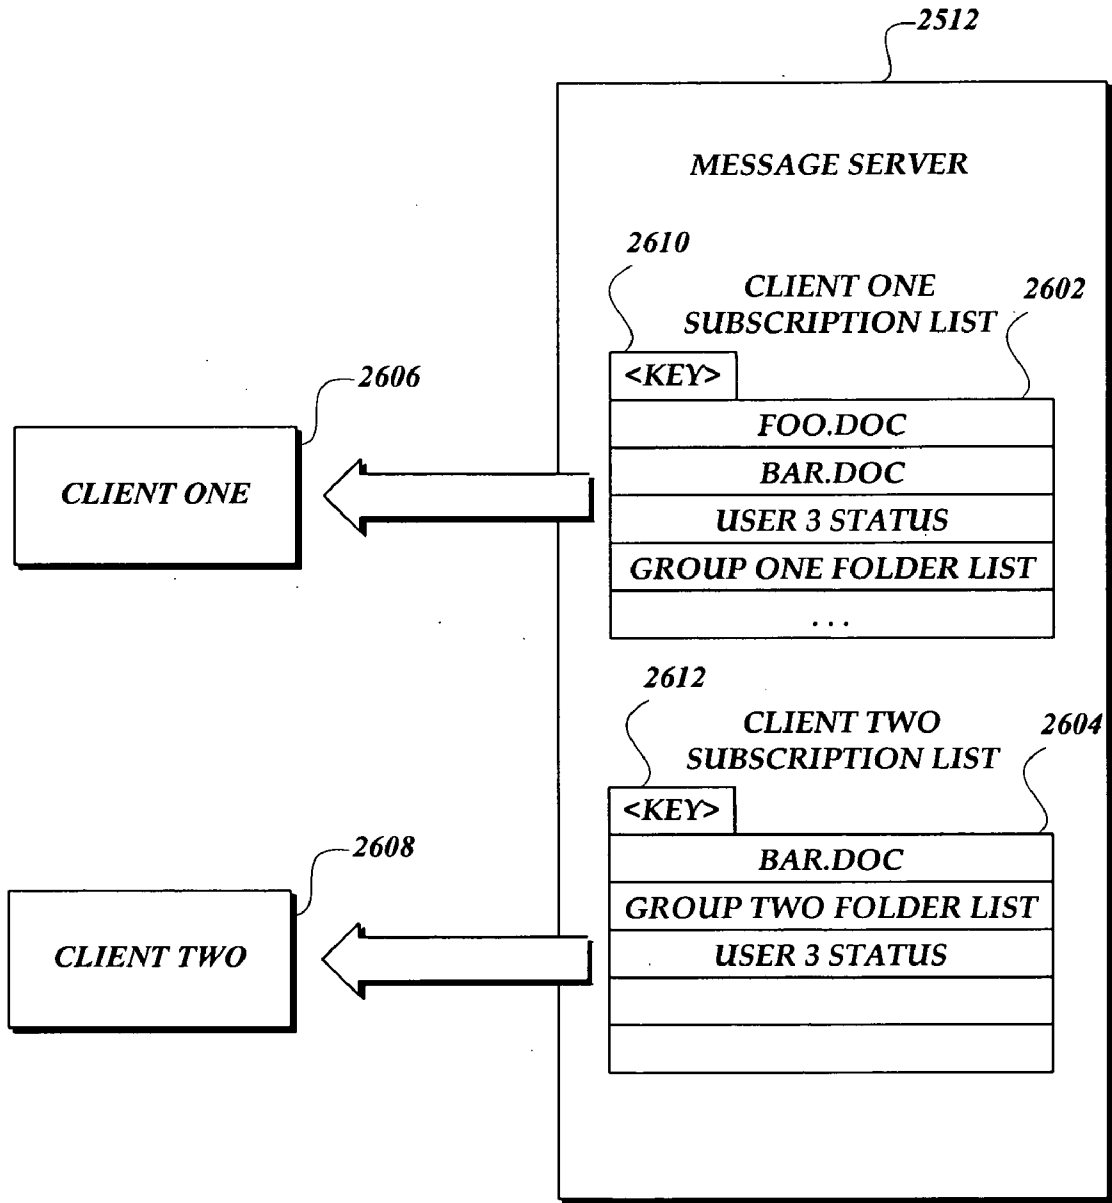 2512
MESSAGE SERVER
2610
CLIENT ONE
SUBSCRIPTION LIST
2602
<KEY>
FOO.DOC
BAR.DOC
USER 3 STATUS
GROUP ONE FOLDER LIST
. . .
2606
CLIENT ONE
2612
CLIENT TWO
SUBSCRIPTION LIST
2604
<KEY>
BAR.DOC
GROUP TWO FOLDER LIST
USER 3 STATUS
2608
CLIENT TWO